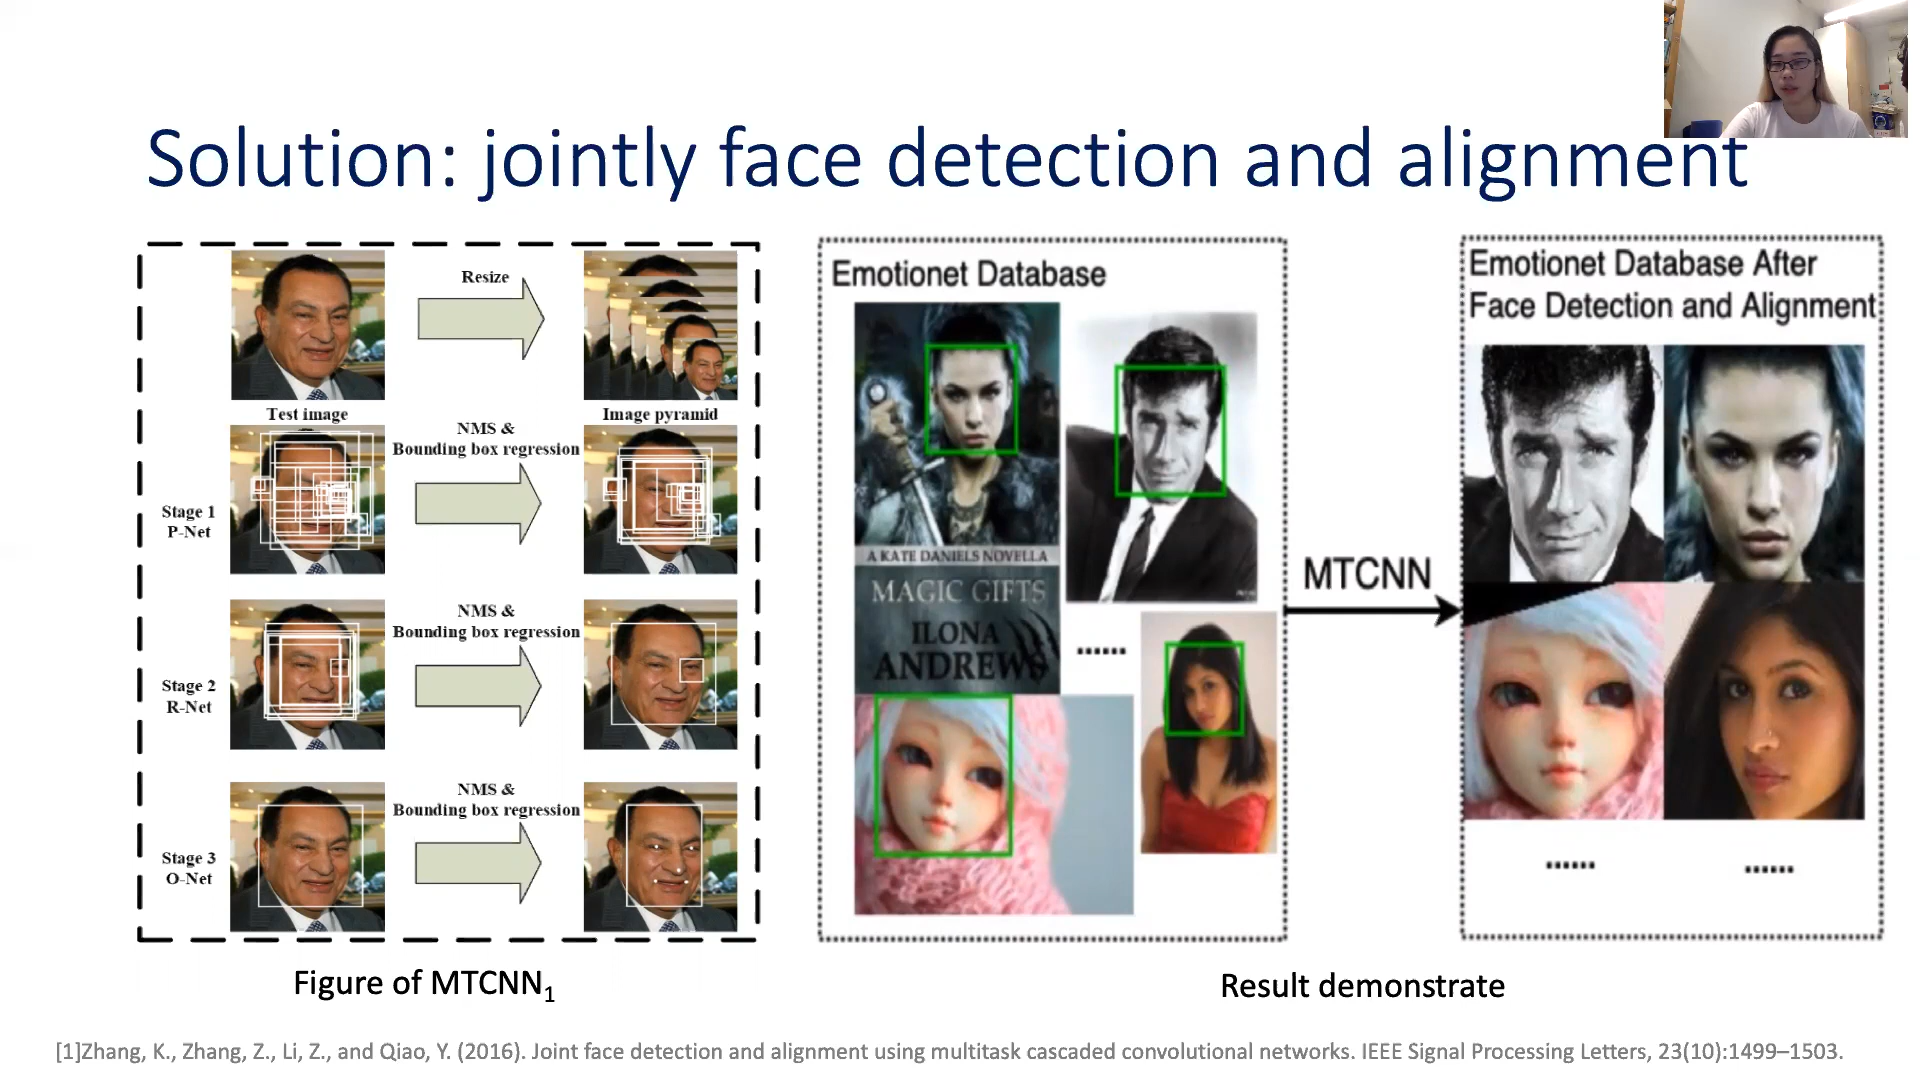 Solution: jointly face detection and alignment
Resize
Test image
Image pyramid
NMS &
Bounding box regression
Stage 1
P-Net
NMS &
Bounding box regression
Stage 2
R-Net
NMS &
Bounding box regression
Stage 3
O-Net
Figure of MTCNN1
Emotionet Database
A KATE DANIELS NOVELLA
MAGIC GIFTS
ILONA
ANDREWS
......
MTCNN
Emotionet Database After
Face Detection and Alignment
...... ......
Result demonstrate
[1]Zhang, K., Zhang, Z., Li, Z., and Qiao, Y. (2016). Joint face detection and alignment using multitask cascaded convolutional networks. IEEE Signal Processing Letters, 23(10):1499–1503.